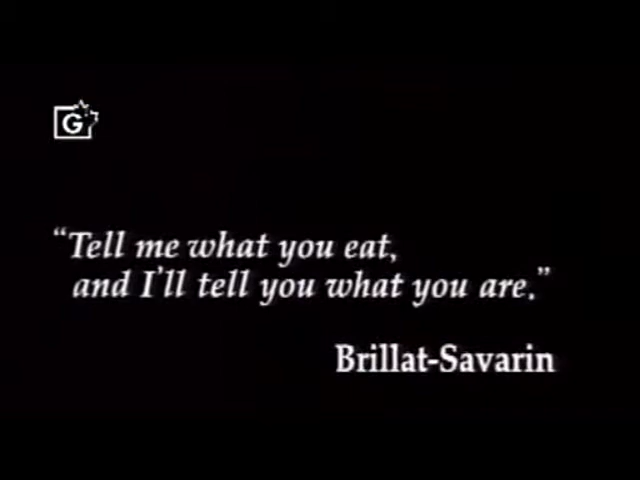 G
“Tell me what you eat,
and I'll tell you what you are.”
Brillat-Savarin